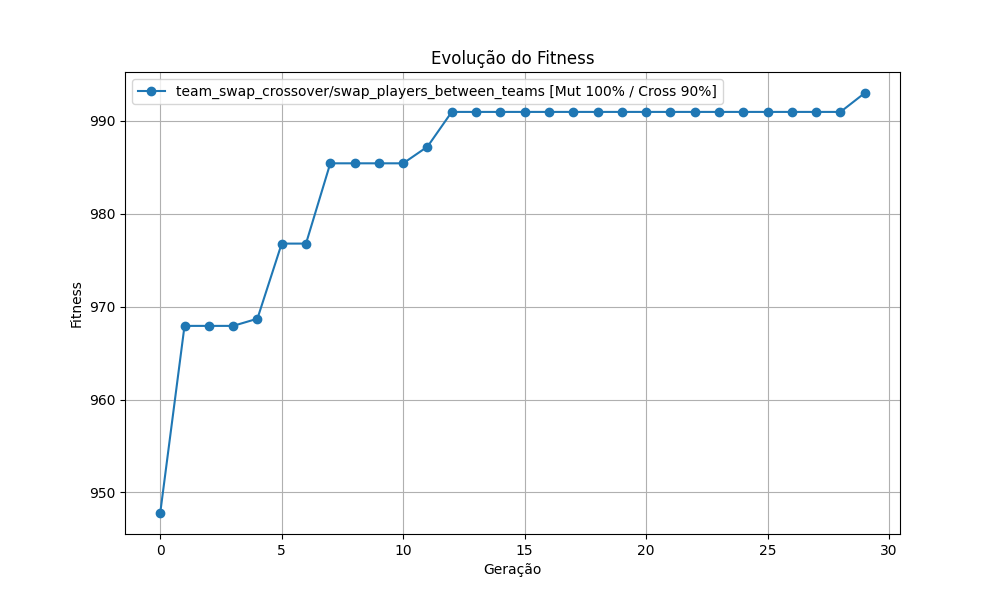 Evolução do Fitness
team_swap_crossover/swap_players_between_teams [Mut 100% / Cross 90%]
Fitness
990
980
970
960
950
0 5 10 15 20 25 30
Geração